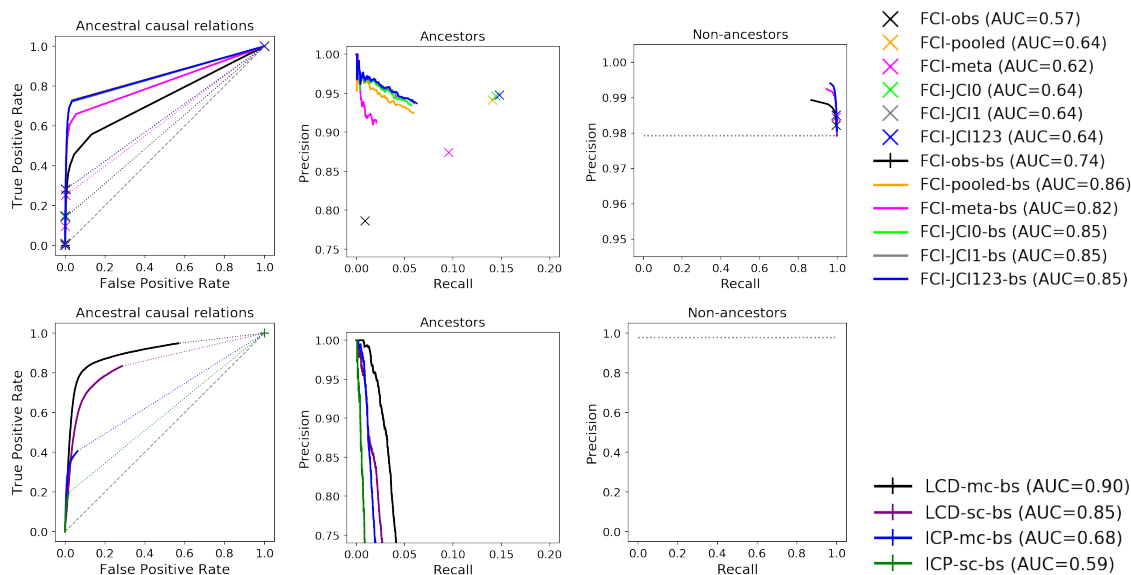 Ancestral causal relations
True Positive Rate
1.0
0.8
0.6
0.4
0.2
0.0
0.0 0.2 0.4 0.6 0.8 1.0
False Positive Rate
Ancestors
Precision
1.00
0.95
0.90
0.85
0.80
0.75
0.00 0.05 0.10 0.15 0.20
Recall
Non-ancestors
Precision
1.00
0.99
0.98
0.97
0.96
0.95
0.0 0.2 0.4 0.6 0.8 1.0
Recall
FCI-obs (AUC=0.57)
FCI-pooled (AUC=0.64)
FCI-meta (AUC=0.62)
FCI-JCI0 (AUC=0.64)
FCI-JCI1 (AUC=0.64)
FCI-JCI123 (AUC=0.64)
FCI-obs-bs (AUC=0.74)
FCI-pooled-bs (AUC=0.86)
FCI-meta-bs (AUC=0.82)
FCI-JCI0-bs (AUC=0.85)
FCI-JCI1-bs (AUC=0.85)
FCI-JCI123-bs (AUC=0.85)
Ancestral causal relations
True Positive Rate
1.0
0.8
0.6
0.4
0.2
0.0
0.0 0.2 0.4 0.6 0.8 1.0
False Positive Rate
Ancestors
Precision
1.00
0.95
0.90
0.85
0.80
0.75
0.00 0.05 0.10 0.15 0.20
Recall
Non-ancestors
Precision
1.0
0.8
0.6
0.4
0.2
0.0
0.0 0.2 0.4 0.6 0.8 1.0
Recall
LCD-mc-bs (AUC=0.90)
LCD-sc-bs (AUC=0.85)
ICP-mc-bs (AUC=0.68)
ICP-sc-bs (AUC=0.59)